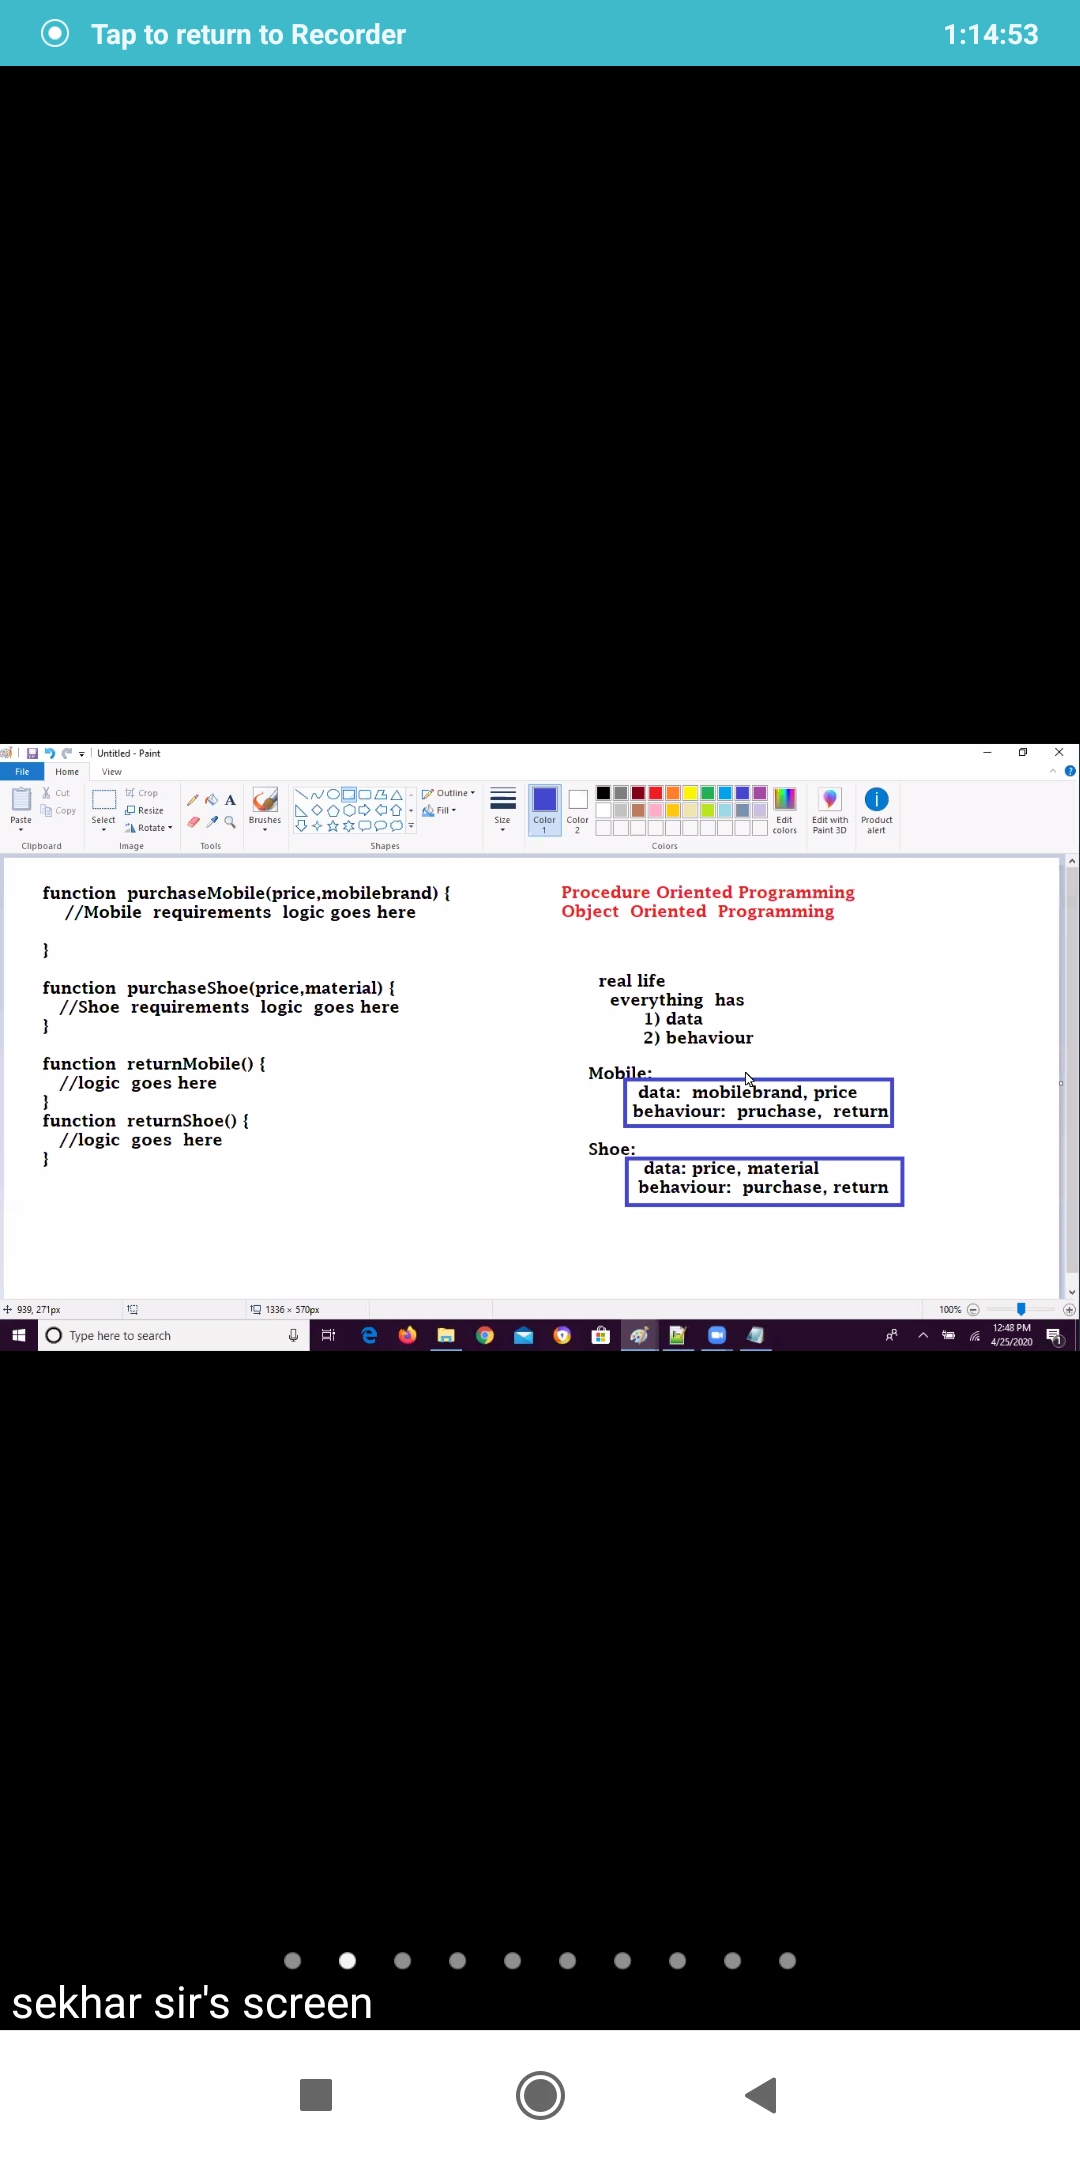 Tap to return to Recorder
1:14:53
Untitled - Paint
File
Home
View
Paste
Cut
Copy
Clipboard
Select
Crop
Resize
Rotate
Image
A
Tools
Brushes
Outline
Fill
Shapes
Size
Color
1
Color
2
Edit
colors
Colors
Edit with
Paint 3D
Product
alert
function purchaseMobile(price,mobilebrand) {
//Mobile requirements logic goes here
}
function purchaseShoe(price,material) {
//Shoe requirements logic goes here
}
function returnMobile() {
//logic goes here
}
function returnShoe() {
//logic goes here
}
Procedure Oriented Programming
Object Oriented Programming
real life
everything has
1) data
2) behaviour
Mobile:
data: mobilebrand, price
behaviour: pruchase, return
Shoe:
data: price, material
behaviour: purchase, return
939, 271px
1336 × 570px
100%
Type here to search
12:48 PM
4/25/2020
1
sekhar sir's screen